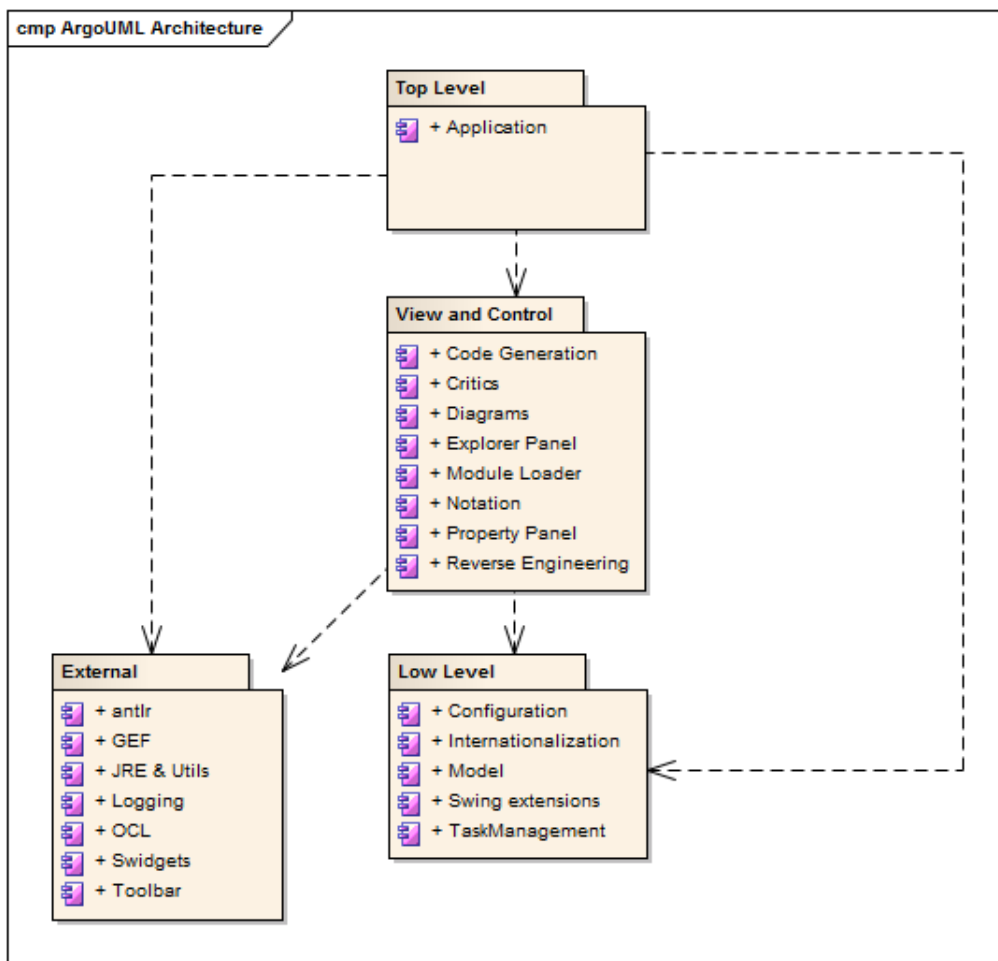 cmp ArgoUML Architecture
Top Level
+ Application
View and Control
+ Code Generation
+ Critics
+ Diagrams
+ Explorer Panel
+ Module Loader
+ Notation
+ Property Panel
+ Reverse Engineering
External
+ antlr
+ GEF
+ JRE & Utils
+ Logging
+ OCL
+ Swidgets
+ Toolbar
Low Level
+ Configuration
+ Internationalization
+ Model
+ Swing extensions
+ TaskManagement